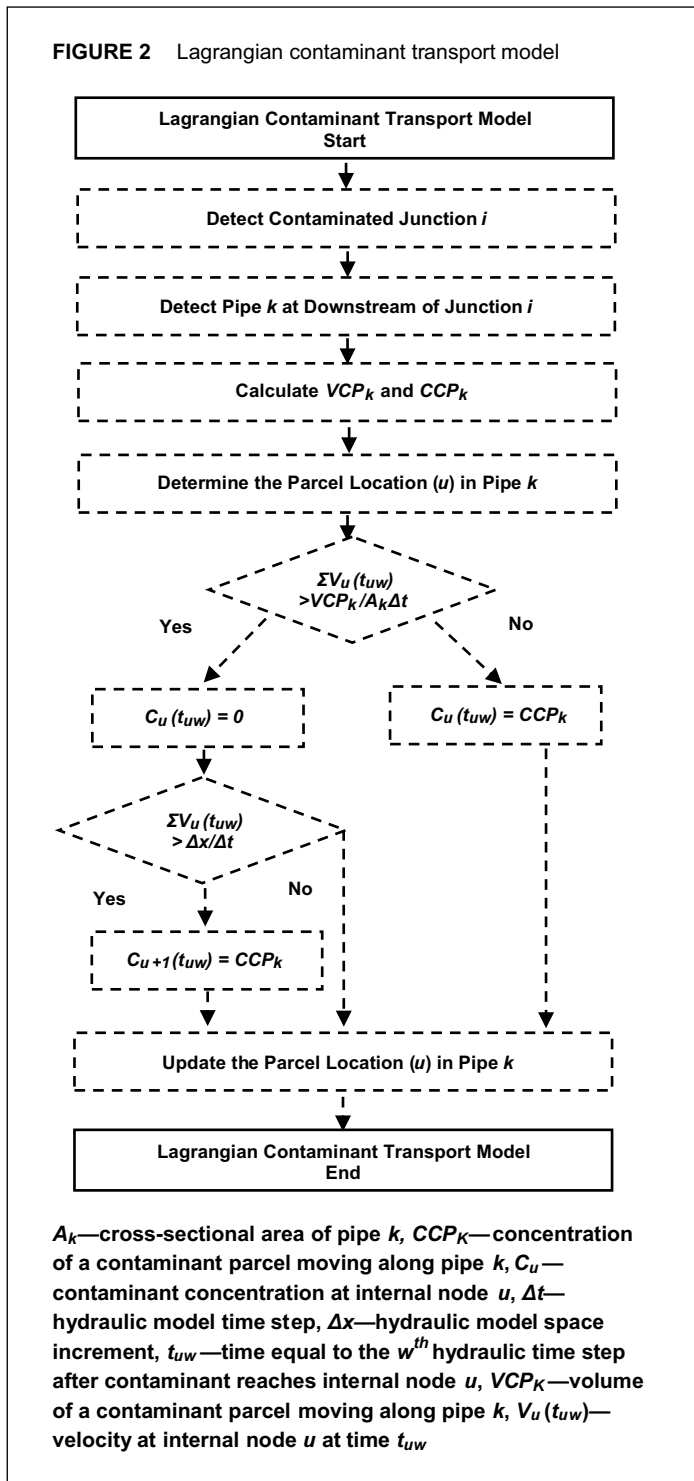 FIGURE 2 Lagrangian contaminant transport model
Lagrangian Contaminant Transport Model
Start
Detect Contaminated Junction i
Detect Pipe k at Downstream of Junction i
Calculate VCPk and CCPk
Determine the Parcel Location (u) in Pipe k
ΣVu (tuw)
>VCPk/AkΔt
Yes
No
Cu (tuw) = 0
Cu (tuw) = CCPk
ΣVu (tuw)
> Δx/Δt
Yes
No
Cu+1(tuw) = CCPk
Update the Parcel Location (u) in Pipe k
Lagrangian Contaminant Transport Model
End
Ak—cross-sectional area of pipe k, CCPK—concentration
of a contaminant parcel moving along pipe k, Cu—
contaminant concentration at internal node u, Δt—
hydraulic model time step, Δx—hydraulic model space
increment, tuw—time equal to the wth hydraulic time step
after contaminant reaches internal node u, VCPK—volume
of a contaminant parcel moving along pipe k, Vu (tuw)—
velocity at internal node u at time tuw